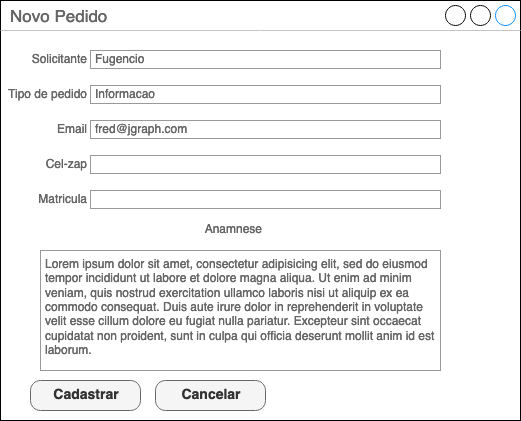 Novo Pedido
Solicitante Fugencio
Tipo de pedido Informacao
Email fred@jgraph.com
Cel-zap
Matricula
Anamnese
Lorem ipsum dolor sit amet, consectetur adipisicing elit, sed do eiusmod
tempor incididunt ut labore et dolore magna aliqua. Ut enim ad minim
veniam, quis nostrud exercitation ullamco laboris nisi ut aliquip ex ea
commodo consequat. Duis aute irure dolor in reprehenderit in voluptate
velit esse cillum dolore eu fugiat nulla pariatur. Excepteur sint occaecat
cupidatat non proident, sunt in culpa qui officia deserunt mollit anim id est
laborum.
Cadastrar Cancelar